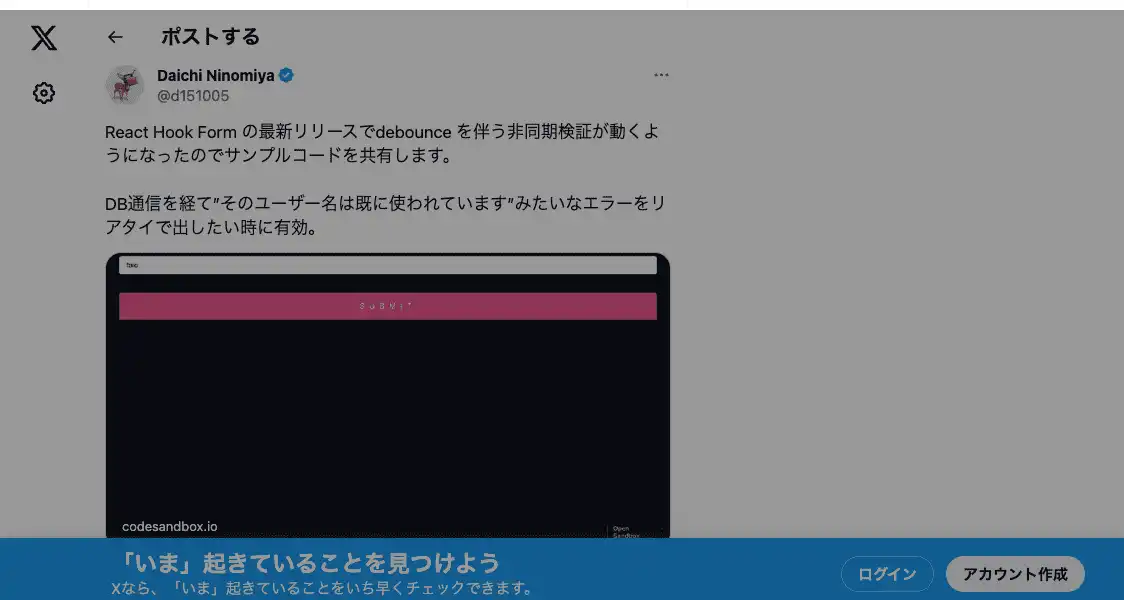 ポストする
Daichi Ninomiya
@d151005
React Hook Form の最新リリースでdebounce を伴う非同期検証が動くよ
うになったのでサンプルコードを共有します。
DB通信を経て"そのユーザー名は既に使われています"みたいなエラーをリ
アタイで出したい時に有効。
SUBMIT
codesandbox.io
Open
Sandbox
「いま」起きていることを見つけよう
Xなら、「いま」起きていることをいち早くチェックできます。
ログイン
アカウント作成